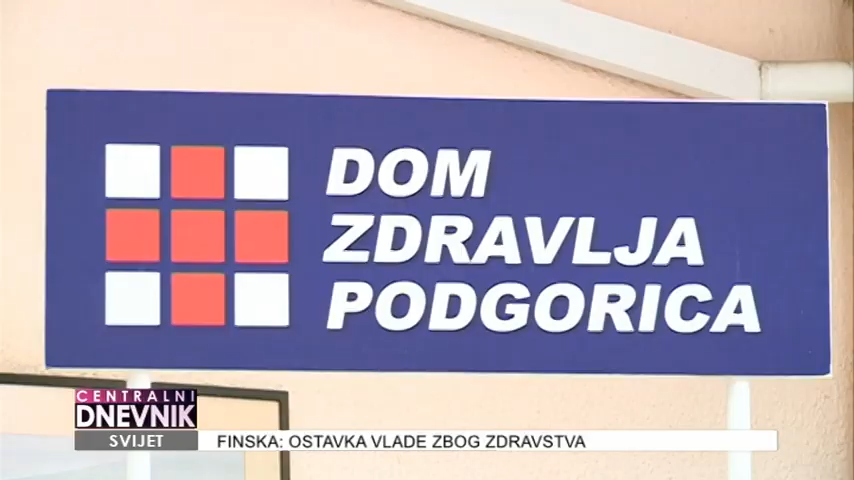 DOM
ZDRAVLJA
PODGORICA
CENTRALNI
DNEVNIK
SVIJET
FINSKA: OSTAVKA VLADE ZBOG ZDRAVSTVA